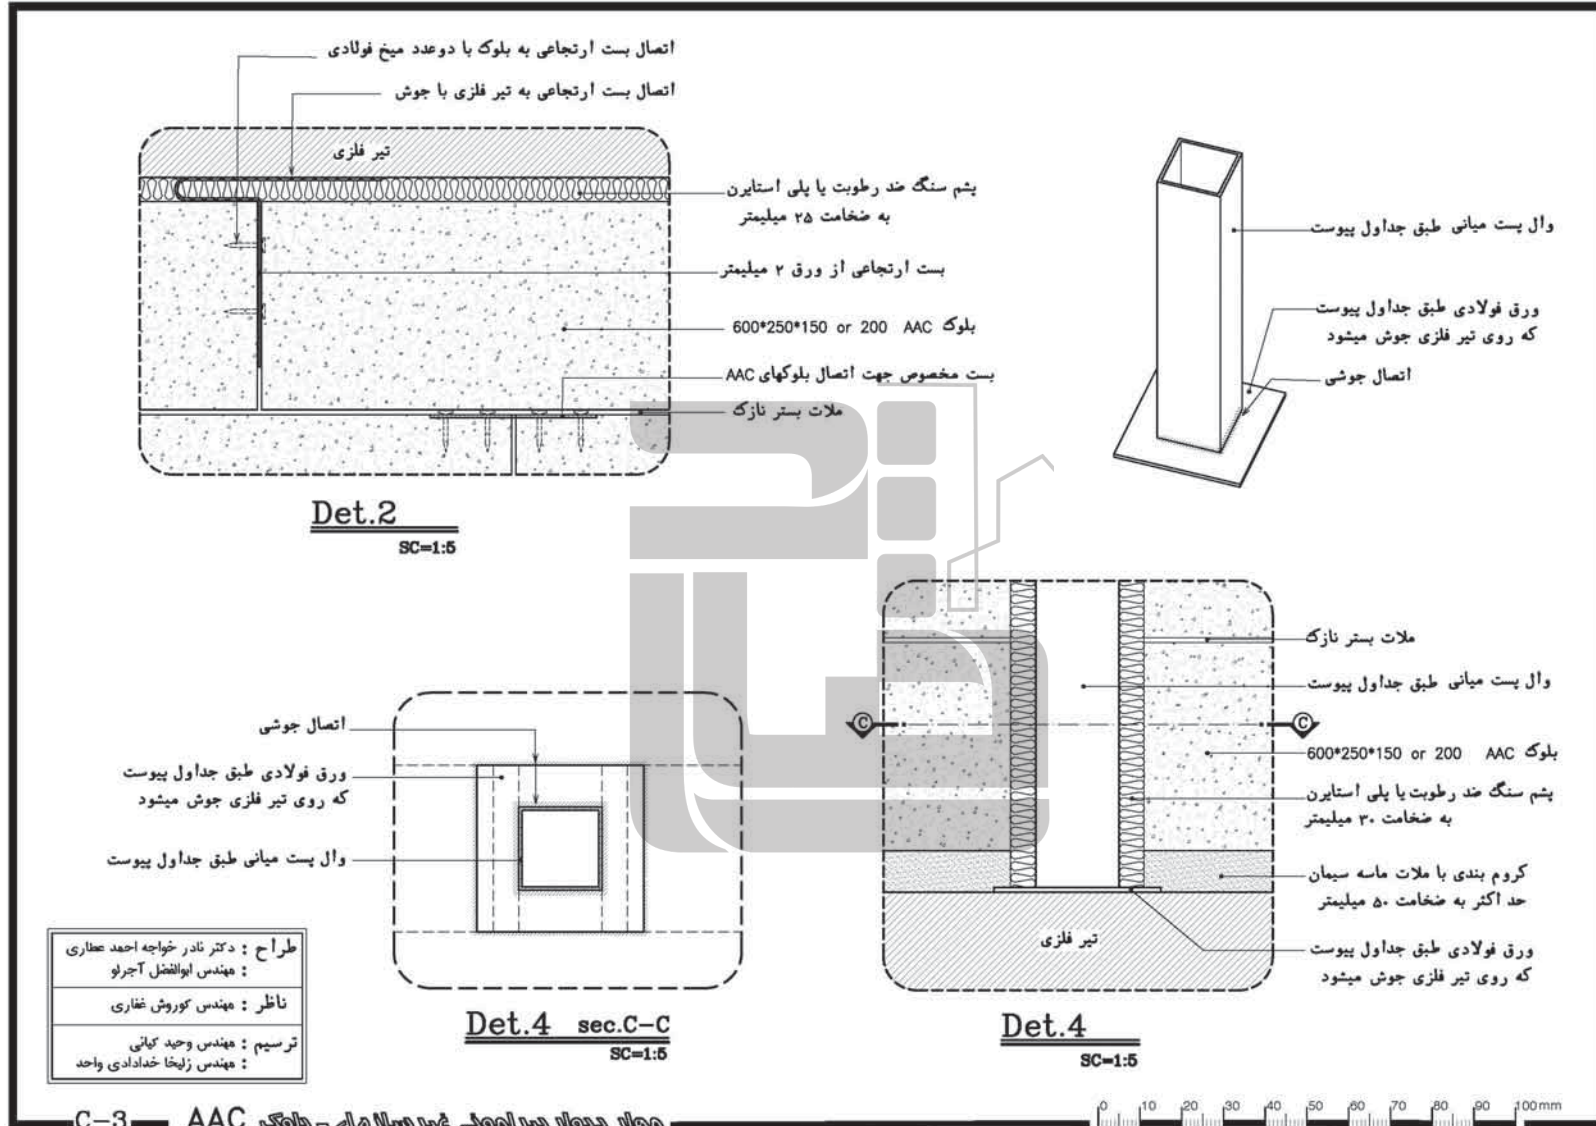 اتصال بست ارتجاعی به بلوک با دوعدد میخ فولادی
اتصال بست ارتجاعی به تیر فلزی با جوش
تیر فلزی
پشم سنگ ضد رطوبت یا پلی استایرن
به ضخامت ۲۵ میلیمتر
بست ارتجاعی از ورق ۲ میلیمتر
بلوک 600*250*150 or 200 AAC
بست مخصوص جهت اتصال بلوکهای AAC
ملات بستر نازک
Det.2
SC=1:5
وال پست میانی طبق جداول پیوست
ورق فولادی طبق جداول پیوست
که روی تیر فلزی جوش میشود
اتصال جوشی
ملات بستر نازک
وال پست میانی طبق جداول پیوست
C
C
بلوک 600*250*150 or 200 AAC
پشم سنگ ضد رطوبت یا پلی استایرن
به ضخامت ۳۰ میلیمتر
کروم بندی با ملات ماسه سیمان
حد اکثر به ضخامت ۵۰ میلیمتر
تیر فلزی
ورق فولادی طبق جداول پیوست
که روی تیر فلزی جوش میشود
Det.4
SC=1:5
اتصال جوشی
ورق فولادی طبق جداول پیوست
که روی تیر فلزی جوش میشود
وال پست میانی طبق جداول پیوست
Det.4 sec.C-C
SC=1:5
طراح : دکتر نادر خواجه احمد عطاری
: مهندس ابوالفضل آجرلو
ناظر : مهندس کوروش غفاری
ترسیم : مهندس وحید کیانی
: مهندس زلیخا خدادادی واحد
C-3
مهار دیوار پیرامونی غیر سازه ای - بلوک AAC
0 10 20 30 40 50 60 70 80 90 100mm